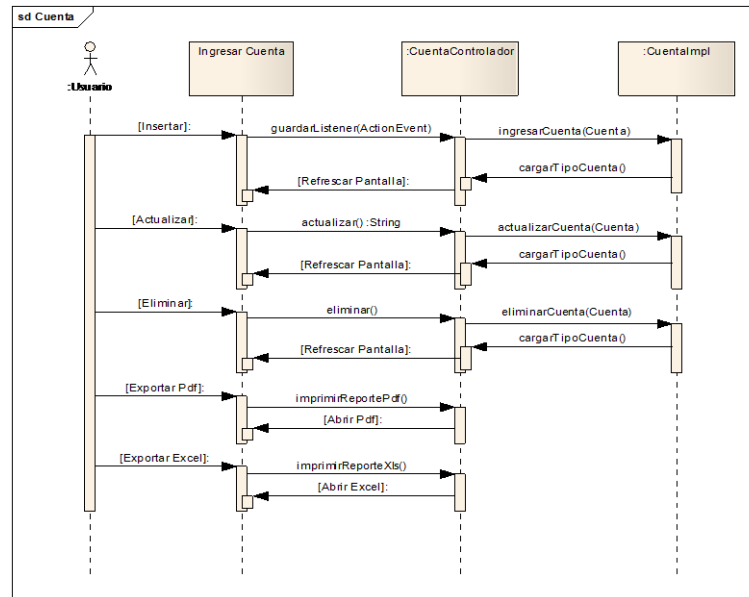 sd Cuenta
:Usuario
Ingresar Cuenta
:CuentaControlador
:CuentaImpl
[Insertar]:
guardarListener(ActionEvent)
ingresarCuenta(Cuenta)
cargarTipoCuenta()
[Refrescar Pantalla]:
[Actualizar]:
actualizar() :String
actualizarCuenta(Cuenta)
cargarTipoCuenta()
[Refrescar Pantalla]:
[Eliminar]:
eliminar()
eliminarCuenta(Cuenta)
cargarTipoCuenta()
[Refrescar Pantalla]:
[Exportar Pdf]:
imprimirReportePdf()
[Abrir Pdf]:
[Exportar Excel]:
imprimirReporteXls()
[Abrir Excel]: